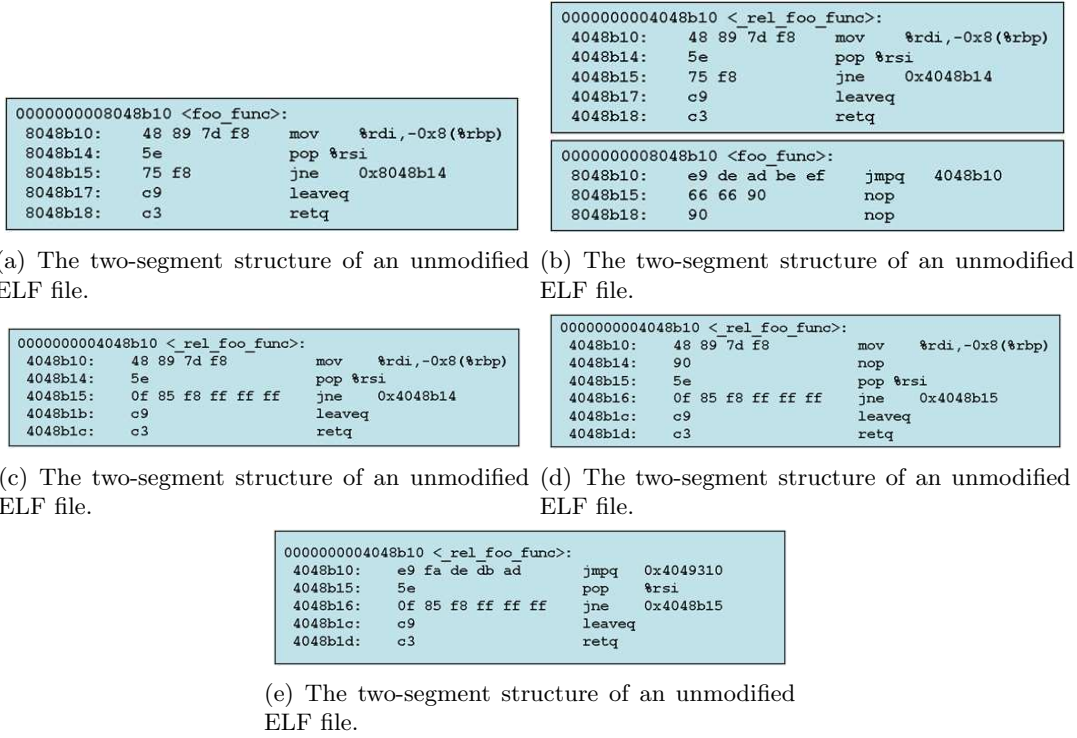 0000000008048b10 <foo_func>:
8048b10: 48 89 7d f8 mov %rdi,-0x8(%rbp)
8048b14: 5e pop %rsi
8048b15: 75 f8 jne 0x8048b14
8048b17: c9 leaveq
8048b18: c3 retq
(a) The two-segment structure of an unmodified
ELF file.
0000000004048b10 <_rel_foo_func>:
4048b10: 48 89 7d f8 mov %rdi,-0x8(%rbp)
4048b14: 5e pop %rsi
4048b15: 75 f8 jne 0x4048b14
4048b17: c9 leaveq
4048b18: c3 retq
0000000008048b10 <foo_func>:
8048b10: e9 de ad be ef jmpq 4048b10
8048b15: 66 66 90 nop
8048b18: 90 nop
(b) The two-segment structure of an unmodified
ELF file.
0000000004048b10 <_rel_foo_func>:
4048b10: 48 89 7d f8 mov %rdi,-0x8(%rbp)
4048b14: 5e pop %rsi
4048b15: 0f 85 f8 ff ff ff jne 0x4048b14
4048b1b: c9 leaveq
4048b1c: c3 retq
(c) The two-segment structure of an unmodified
ELF file.
0000000004048b10 <_rel_foo_func>:
4048b10: 48 89 7d f8 mov %rdi,-0x8(%rbp)
4048b14: 90 nop
4048b15: 5e pop %rsi
4048b16: 0f 85 f8 ff ff ff jne 0x4048b15
4048b1c: c9 leaveq
4048b1d: c3 retq
(d) The two-segment structure of an unmodified
ELF file.
0000000004048b10 <_rel_foo_func>:
4048b10: e9 fa de db ad jmpq 0x4049310
4048b15: 5e pop %rsi
4048b16: 0f 85 f8 ff ff ff jne 0x4048b15
4048b1c: c9 leaveq
4048b1d: c3 retq
(e) The two-segment structure of an unmodified
ELF file.